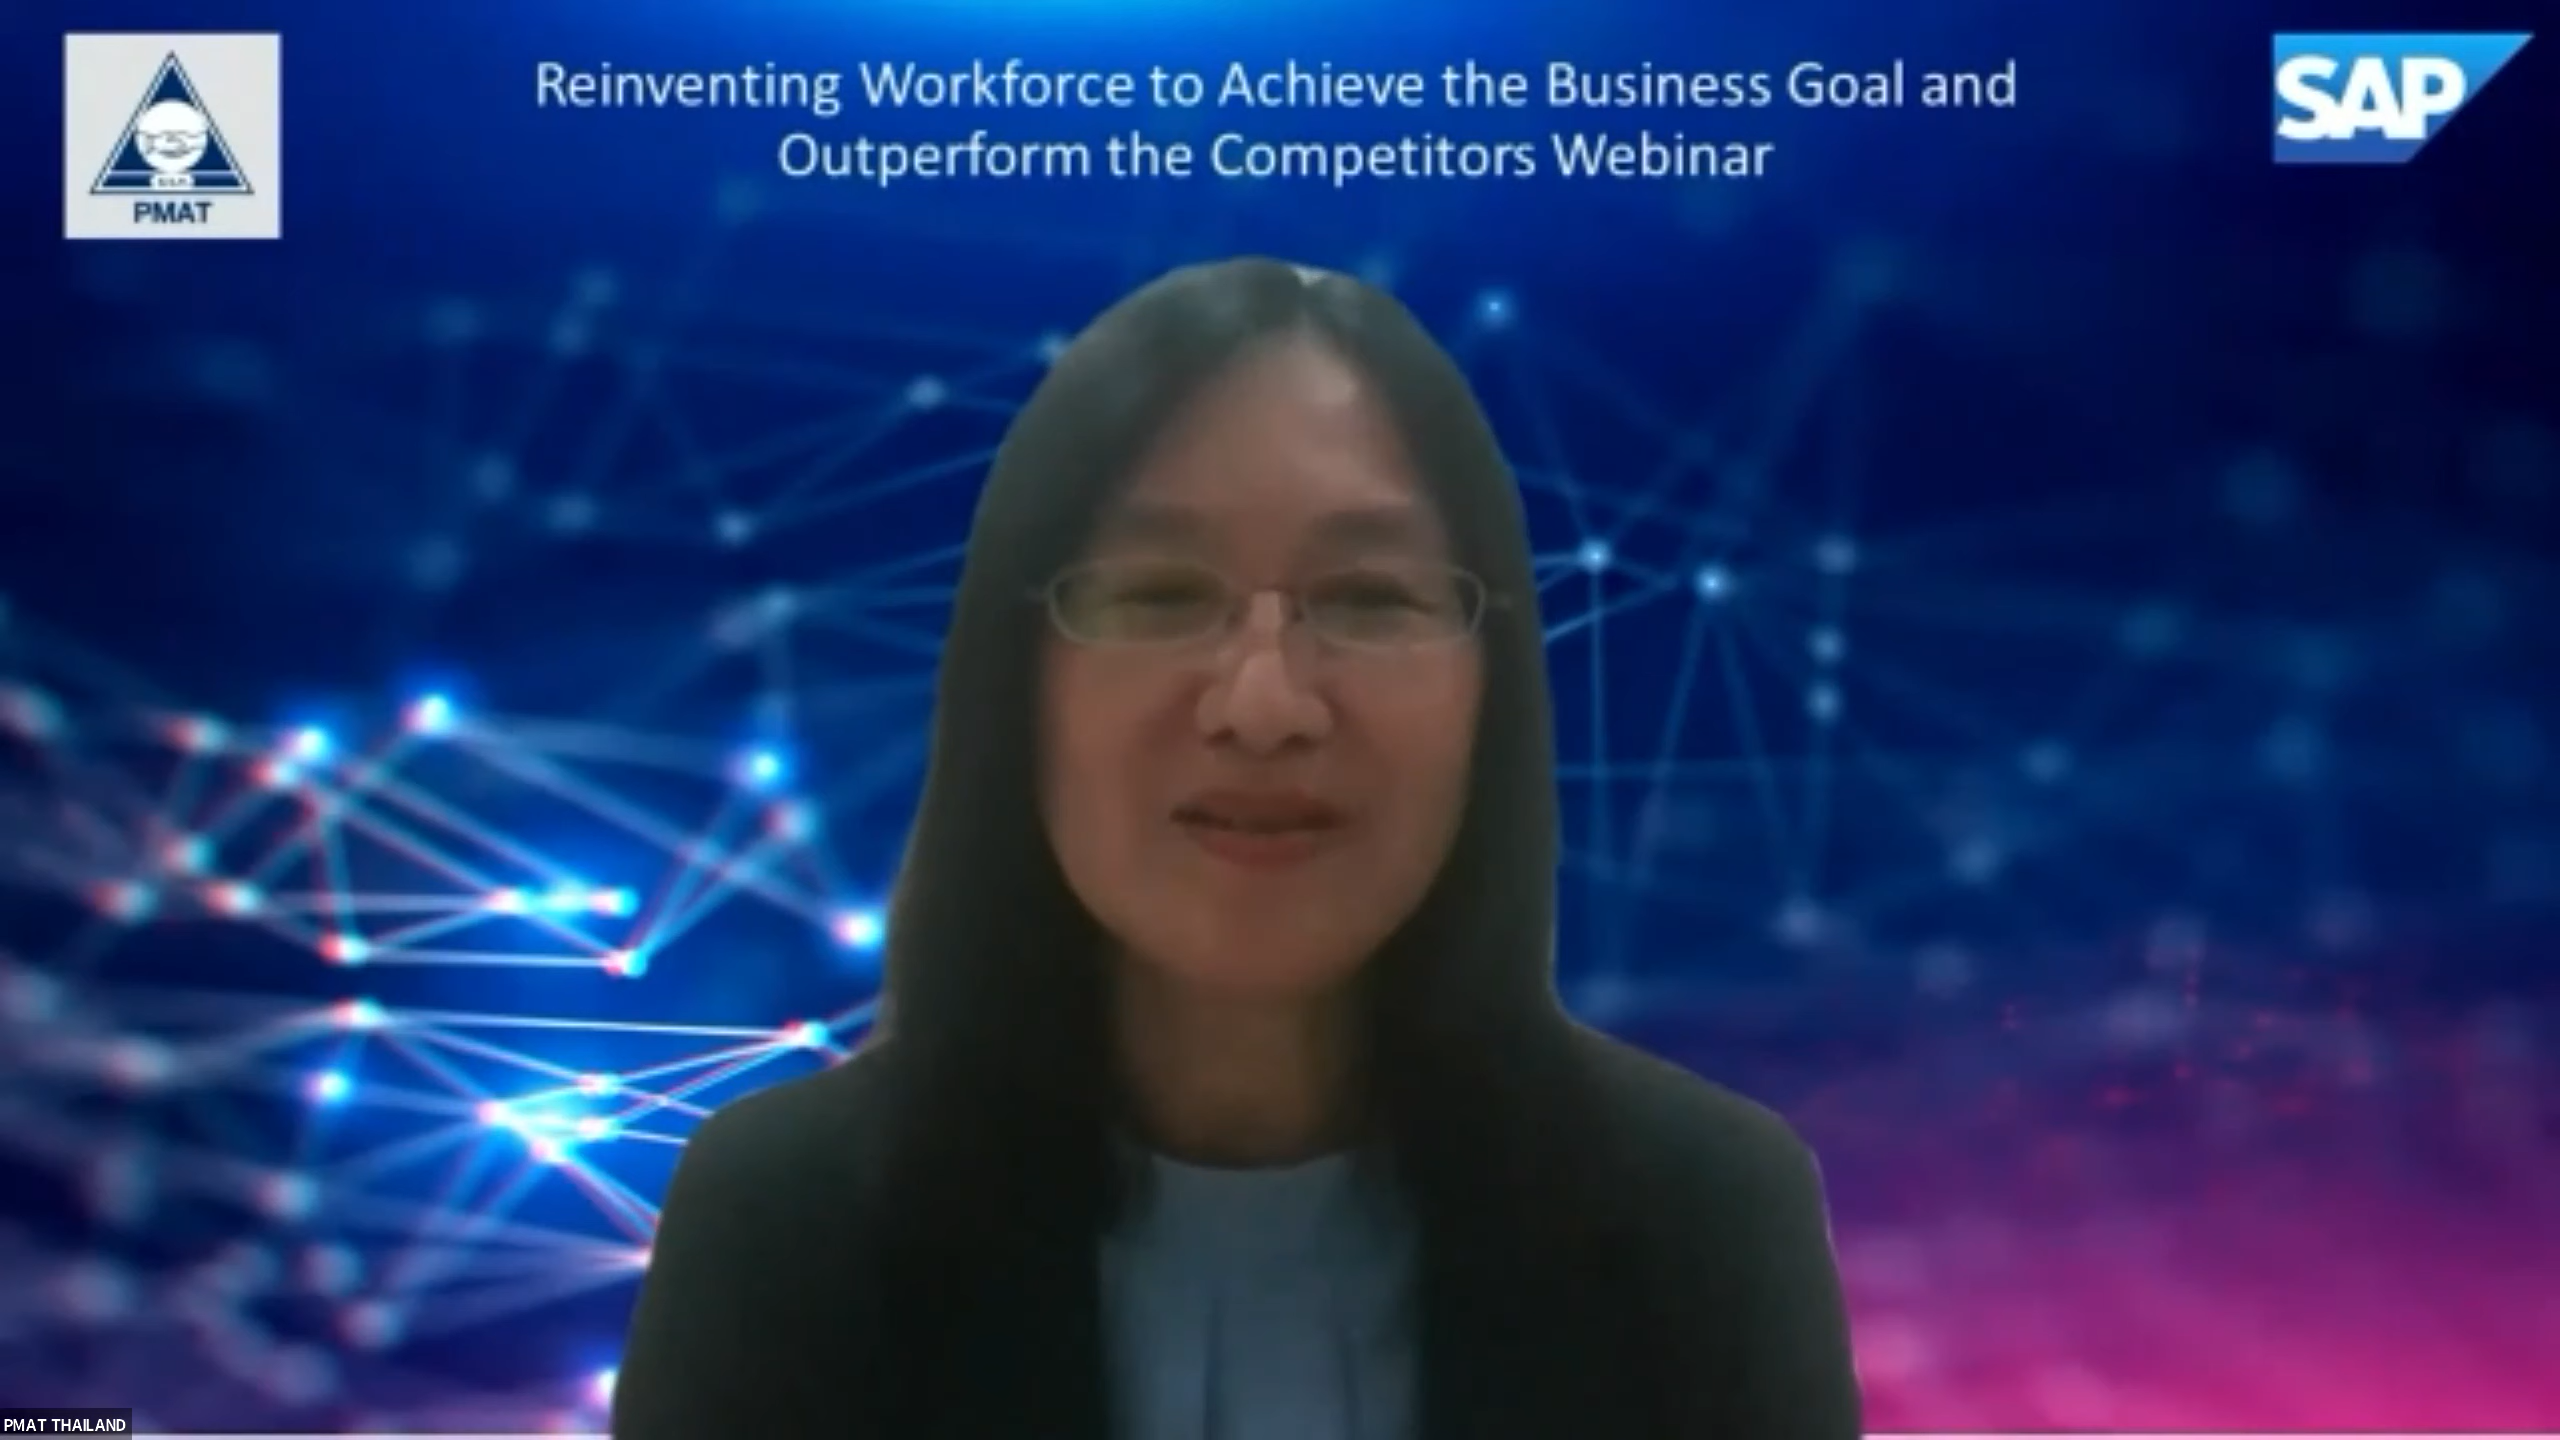 Reinventing Workforce to Achieve the Business Goal and
Outperform the Competitors Webinar
PMAT
SAP
PMAT THAILAND